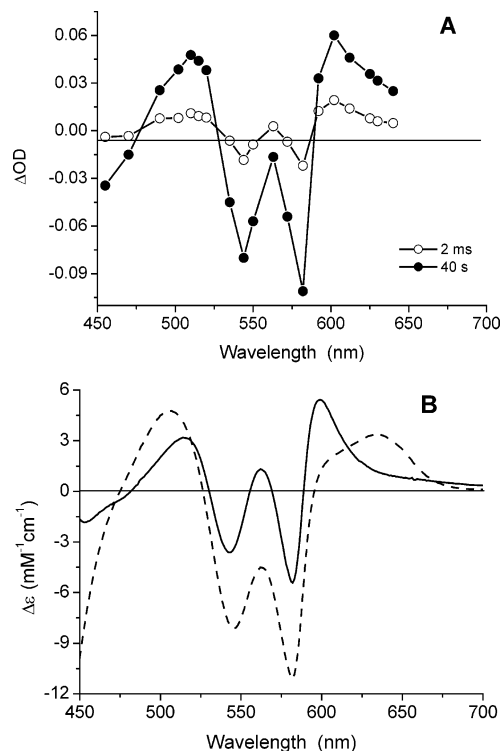 A
0.06
0.03
0.00
-0.03
-0.06
-0.09
ΔOD
2 ms
40 s
450 500 550 600 650 700
Wavelength (nm)
B
6
3
0
-3
-6
-9
-12
Δε (mM⁻¹cm⁻¹)
450 500 550 600 650 700
Wavelength (nm)